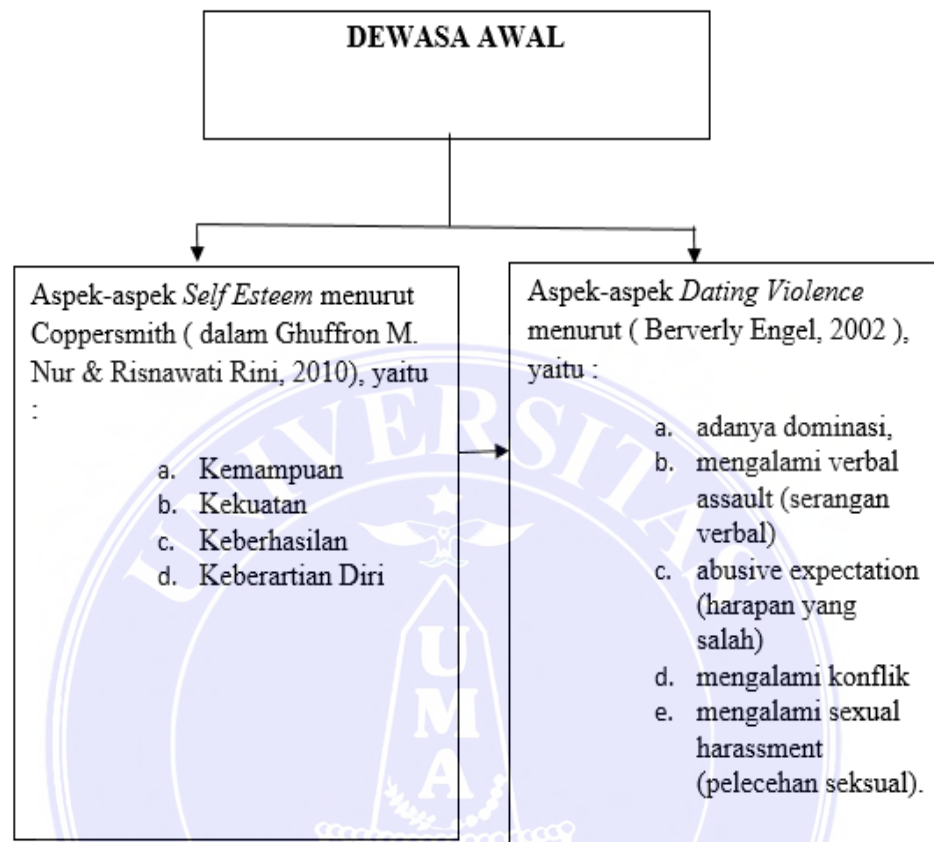 DEWASA AWAL
Aspek-aspek Self Esteem menurut
Coppersmith ( dalam Ghuffron M.
Nur & Risnawati Rini, 2010), yaitu
:
a. Kemampuan
b. Kekuatan
c. Keberhasilan
d. Keberartian Diri
Aspek-aspek Dating Violence
menurut ( Berverly Engel, 2002 ),
yaitu :
a. adanya dominasi,
b. mengalami verbal
assault (serangan
verbal)
c. abusive expectation
(harapan yang
salah)
d. mengalami konflik
e. mengalami sexual
harassment
(pelecehan seksual).
UNIVERSITAS
UMA